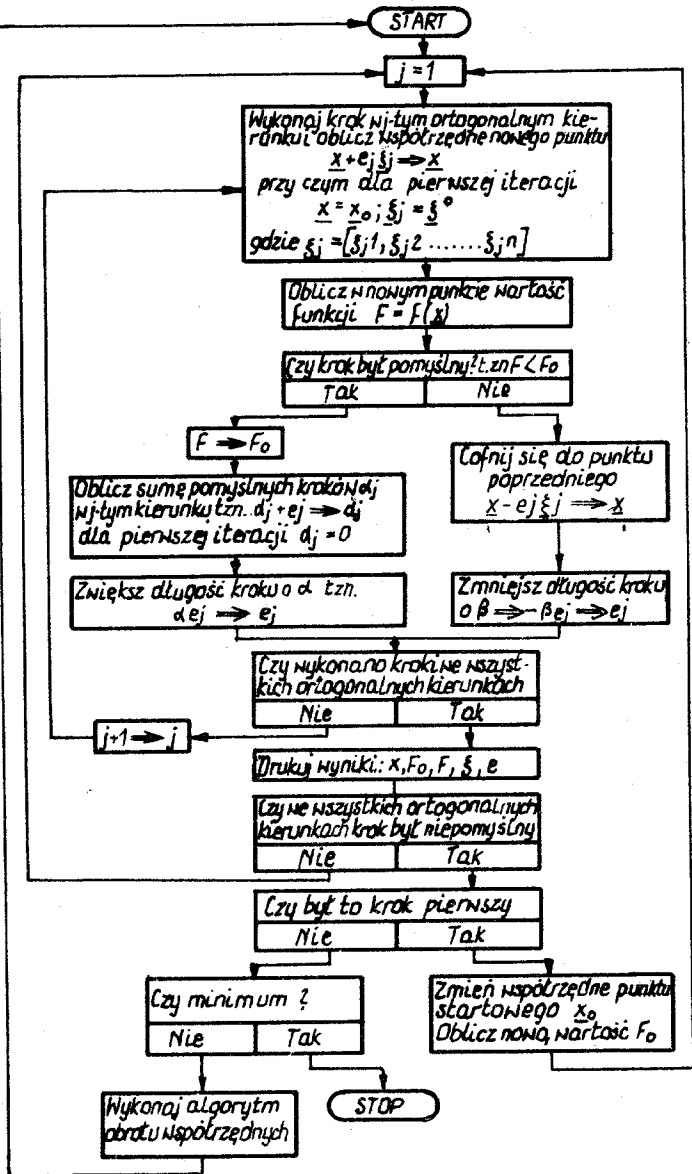 START
j = 1
Wykonaj krok w j-tym ortogonalnym kie-
runku i oblicz współrzędne nowego punktu
x + ej ξj ⇒ x
przy czym dla pierwszej iteracji
x = x₀ ; ξj = ξ⁰
gdzie ξj = [ξj1, ξj2 ....... ξjn]
Oblicz w nowym punkcie wartość
funkcji F = F(x)
Czy krok był pomyślny? t.zn F < F₀
Tak Nie
F ⇒ F₀
Cofnij się do punktu
poprzedniego
x - ej ξj ⇒ x
Oblicz sumę pomyślnych kroków dj
w j-tym kierunku tzn. dj + ej ⇒ dj
dla pierwszej iteracji dj = 0
Zwiększ długość kroku o α tzn.
α ej ⇒ ej
Zmniejsz długość kroku
o β ⇒ -β ej ⇒ ej
Czy wykonano kroki we wszyst-
kich ortogonalnych kierunkach
Nie Tak
j+1 ⇒ j
Drukuj wyniki: x, F₀, F, ξ, e
Czy we wszystkich ortogonalnych
kierunkach krok był niepomyślny
Nie Tak
Czy był to krok pierwszy
Nie Tak
Czy minimum ?
Nie Tak
Zmień współrzędne punktu
startowego x₀
Oblicz nową wartość F₀
Wykonaj algorytm
obrotu współrzędnych
STOP